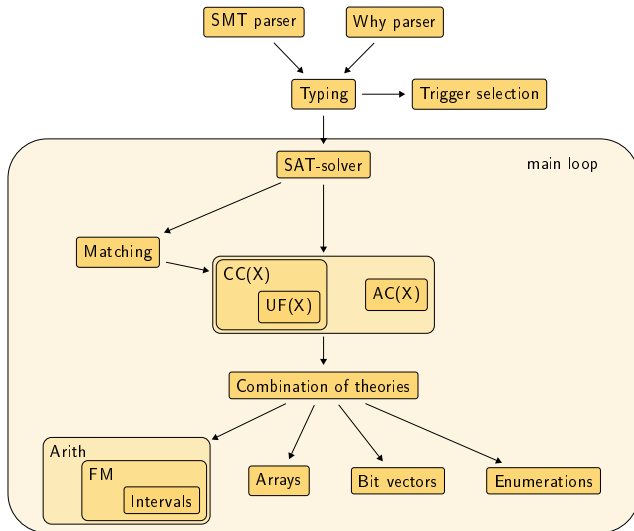 SMT parser
Why parser
Typing
Trigger selection
SAT-solver
main loop
Matching
CC(X)
UF(X)
AC(X)
Combination of theories
Arith
FM
Intervals
Arrays
Bit vectors
Enumerations